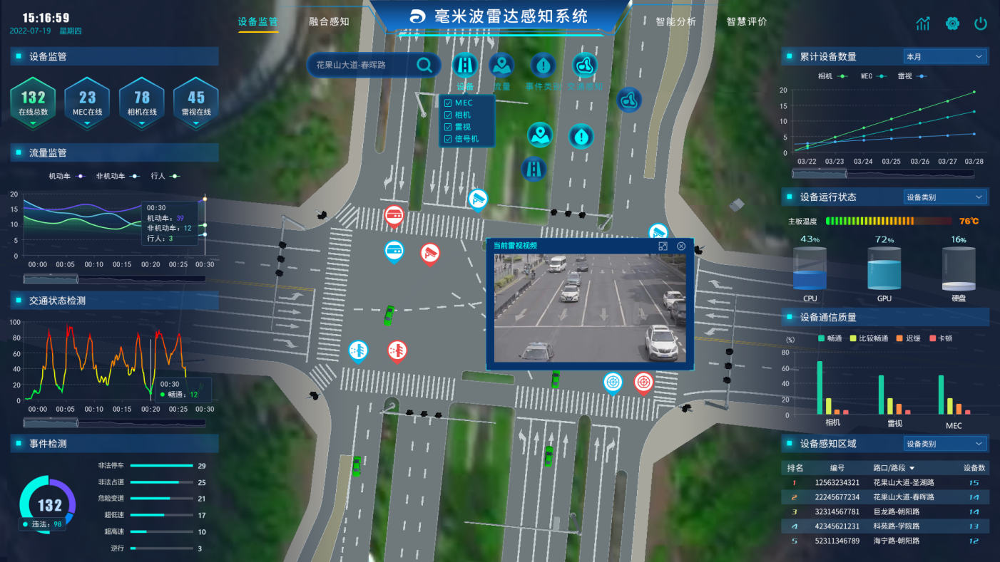 15:16:59
2022-07-19 星期四
设备监管
融合感知
毫米波雷达感知系统
智能分析
智慧评价
设备监管
132
在线总数
23
MEC在线
78
相机在线
45
雷视在线
流量监管
机动车
非机动车
行人
20
15
10
5
0
00:30
机动车：39
非机动车：12
行人：3
00:00 00:05 00:10 00:15 00:20 00:25 00:30
交通状态检测
100
80
60
40
20
0
00:30
畅通：12
00:00 00:05 00:10 00:15 00:20 00:25 00:30
事件检测
132
违法：98
非法停车 29
非法占道 25
危险变道 21
超低速 17
超高速 10
逆行 3
花果山大道-春晖路
设备
流量
事件类别
交通感知
MEC
相机
雷视
信号机
当前雷视视频
累计设备数量
本月
相机 MEC 雷视
20
15
10
5
0
03/22 03/23 03/24 03/25 03/26 03/27 03/28
设备运行状态
设备类别
主板温度
76℃
43%
72%
16%
CPU
GPU
硬盘
设备通信质量
(%)
畅通 比较畅通 迟缓 卡顿
80
60
40
20
0
相机
雷视
MEC
设备感知区域
设备类别
排名 编号 路口/路段 设备数
1 12563234321 花果山大道-圣湖路 15
2 22245677234 花果山大道-春晖路 14
3 32314567781 巨龙路-朝阳路 14
4 42345621231 科苑路-学院路 13
5 52311346789 海宁路-朝阳路 12